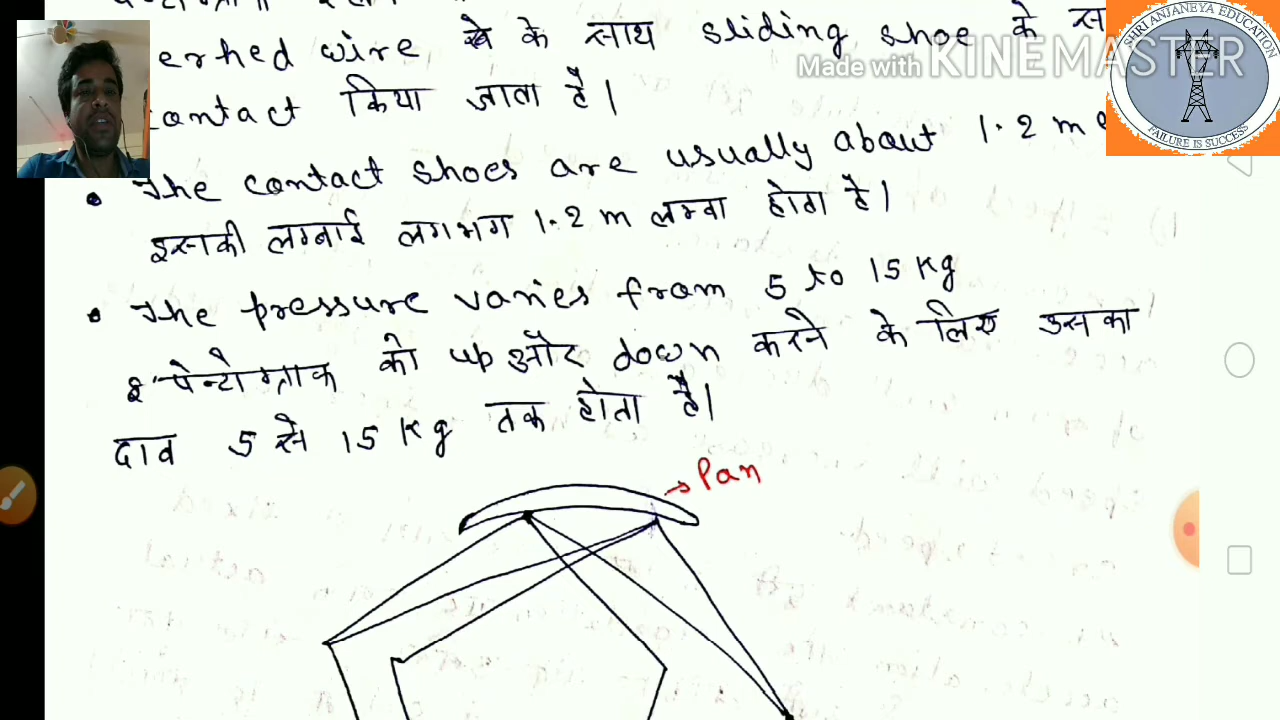 erhed wire के साथ sliding shoe के
contact किया जाता है।
• The contact shoes are usually about 1.2 m
इसकी लम्बाई लगभग 1.2 m लम्बा होता है।
• The pressure varies from 5 to 15 Kg
पेन्टोग्राफ को up और down करने के लिए उसका
दाव 5 से 15 Kg तक होता है।
→ Pan
Made with KINEMASTER
SHRI ANJANEYA EDUCATION
FAILURE IS SUCCESS